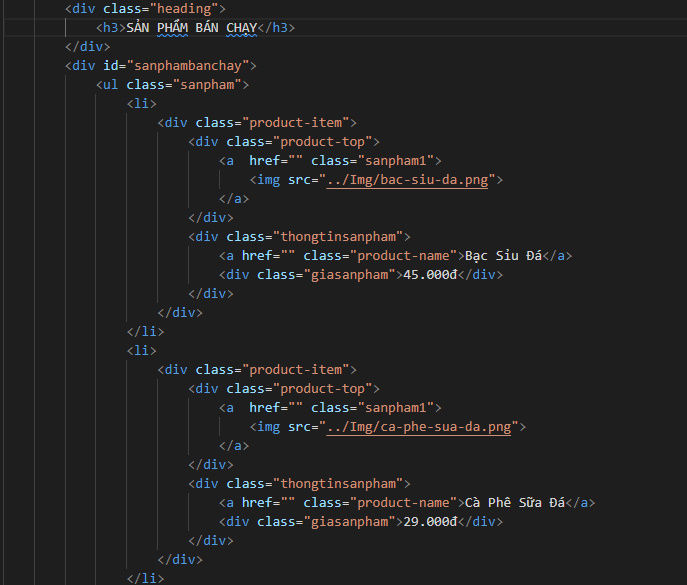 <div class="heading">
<h3>SẢN PHẨM BÁN CHẠY</h3>
</div>
<div id="sanphambanchay">
<ul class="sanpham">
<li>
<div class="product-item">
<div class="product-top">
<a  href="" class="sanpham1">
<img src="../Img/bac-siu-da.png">
</a>
</div>
<div class="thongtinsanpham">
<a href="" class="product-name">Bạc Sỉu Đá</a>
<div class="giasanpham">45.000đ</div>
</div>
</div>
</li>
<li>
<div class="product-item">
<div class="product-top">
<a  href="" class="sanpham1">
<img src="../Img/ca-phe-sua-da.png">
</a>
</div>
<div class="thongtinsanpham">
<a href="" class="product-name">Cà Phê Sữa Đá</a>
<div class="giasanpham">29.000đ</div>
</div>
</div>
</li>